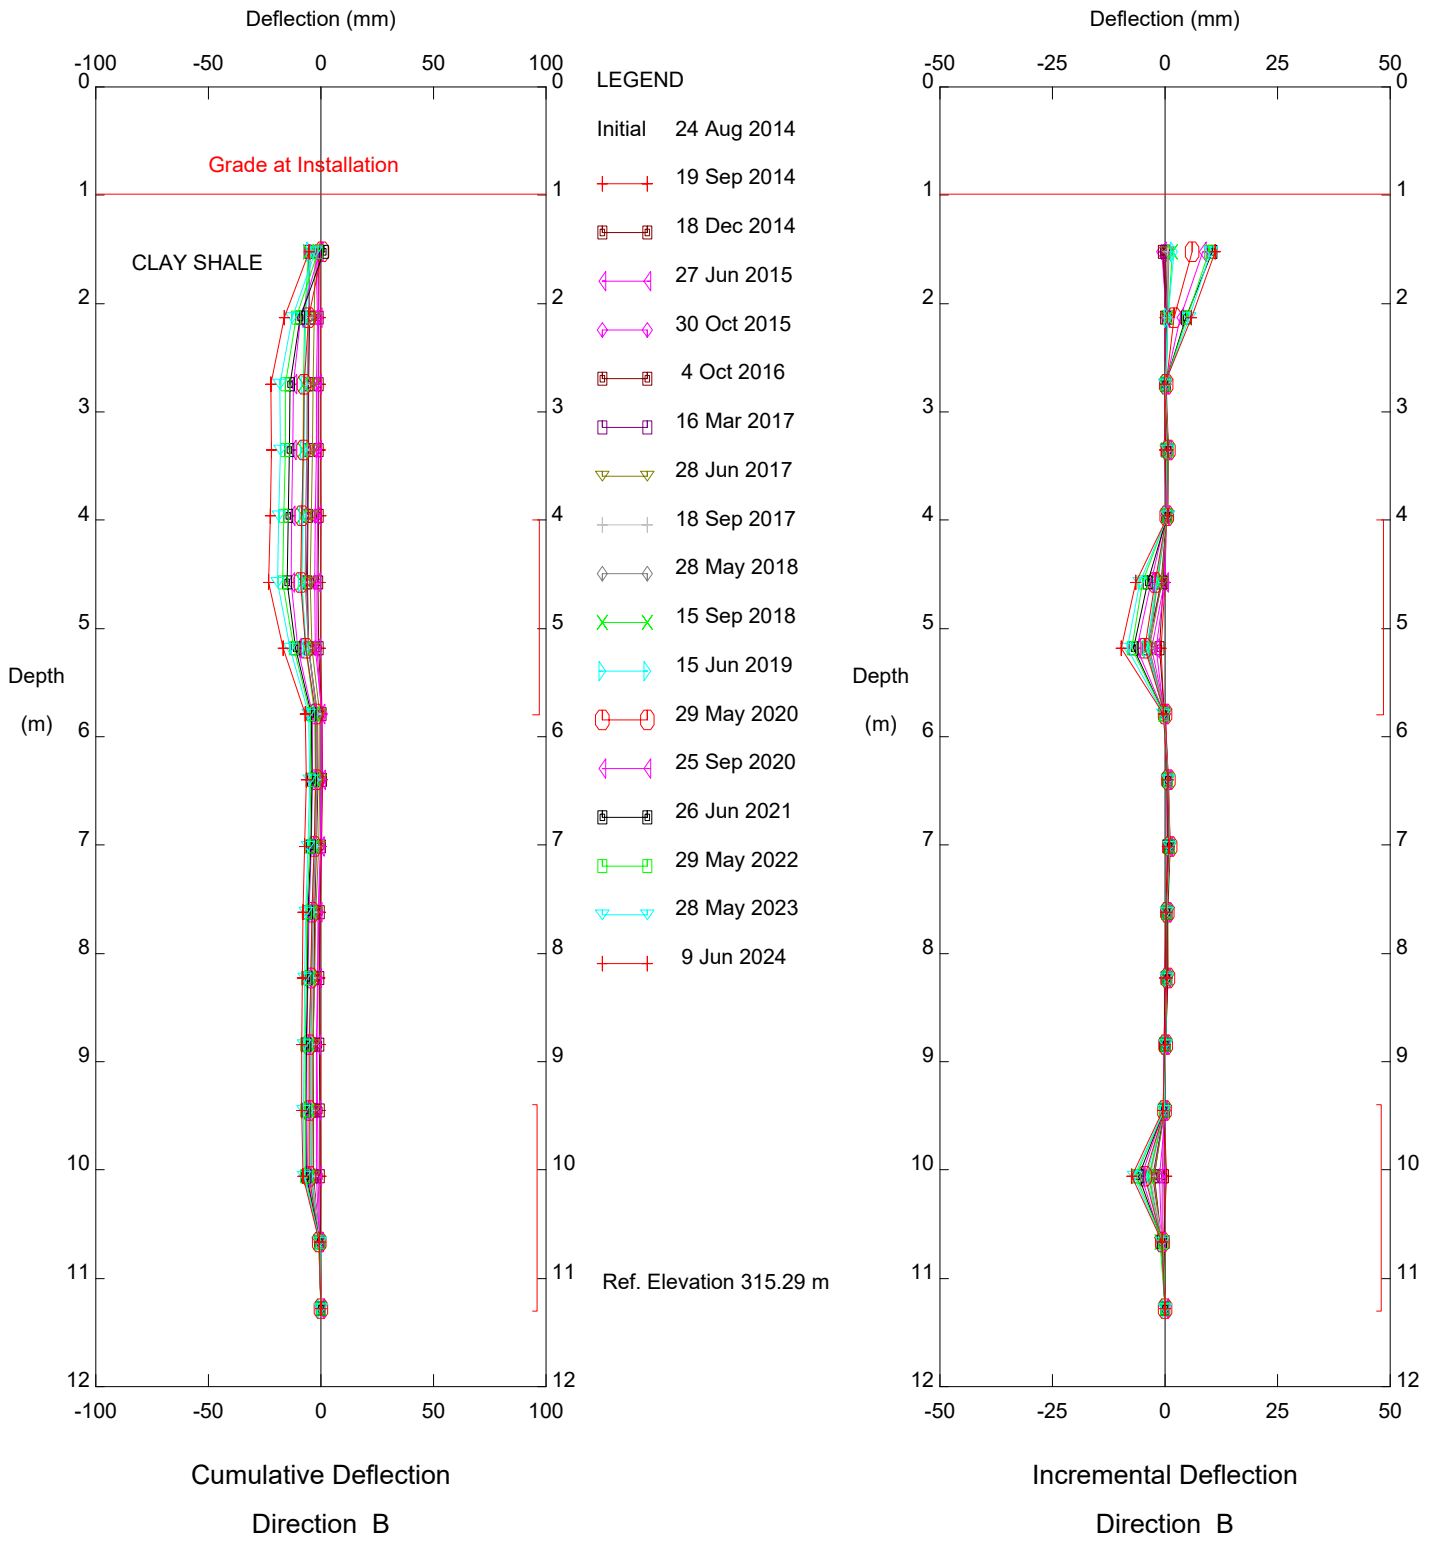 Deflection (mm)
-100 -50 0 50 100
0 0
Grade at Installation
1 1
CLAY SHALE
2 2
3 3
4 4
5 5
Depth
(m)
6 6
7 7
8 8
9 9
10 10
11 11
12 12
-100 -50 0 50 100
Cumulative Deflection
Direction B
LEGEND
Initial 24 Aug 2014
19 Sep 2014
18 Dec 2014
27 Jun 2015
30 Oct 2015
4 Oct 2016
16 Mar 2017
28 Jun 2017
18 Sep 2017
28 May 2018
15 Sep 2018
15 Jun 2019
29 May 2020
25 Sep 2020
26 Jun 2021
29 May 2022
28 May 2023
9 Jun 2024
Ref. Elevation 315.29 m
Deflection (mm)
-50 -25 0 25 50
0 0
1 1
2 2
3 3
4 4
5 5
Depth
(m)
6 6
7 7
8 8
9 9
10 10
11 11
12 12
-50 -25 0 25 50
Incremental Deflection
Direction B